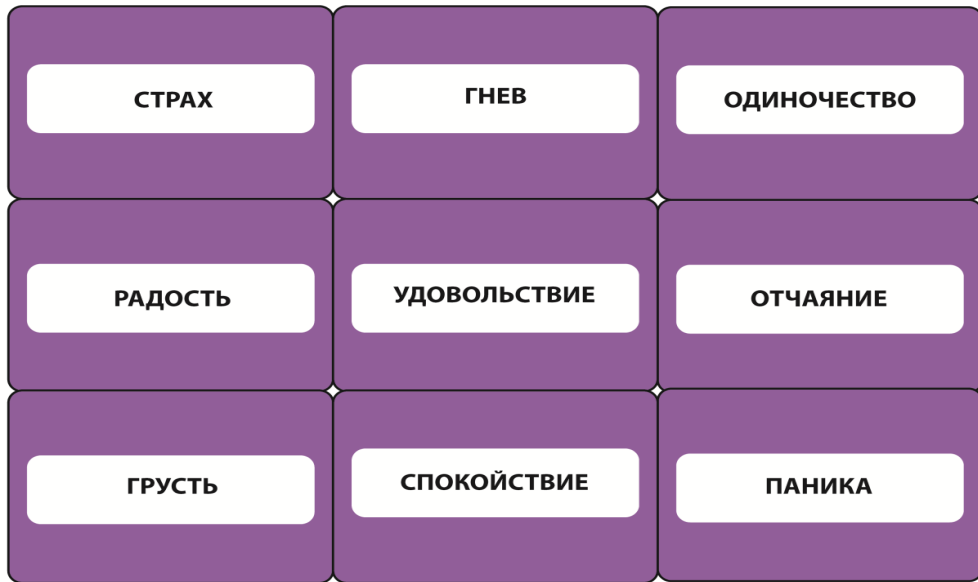 СТРАХ
ГНЕВ
ОДИНОЧЕСТВО
РАДОСТЬ
УДОВОЛЬСТВИЕ
ОТЧАЯНИЕ
ГРУСТЬ
СПОКОЙСТВИЕ
ПАНИКА